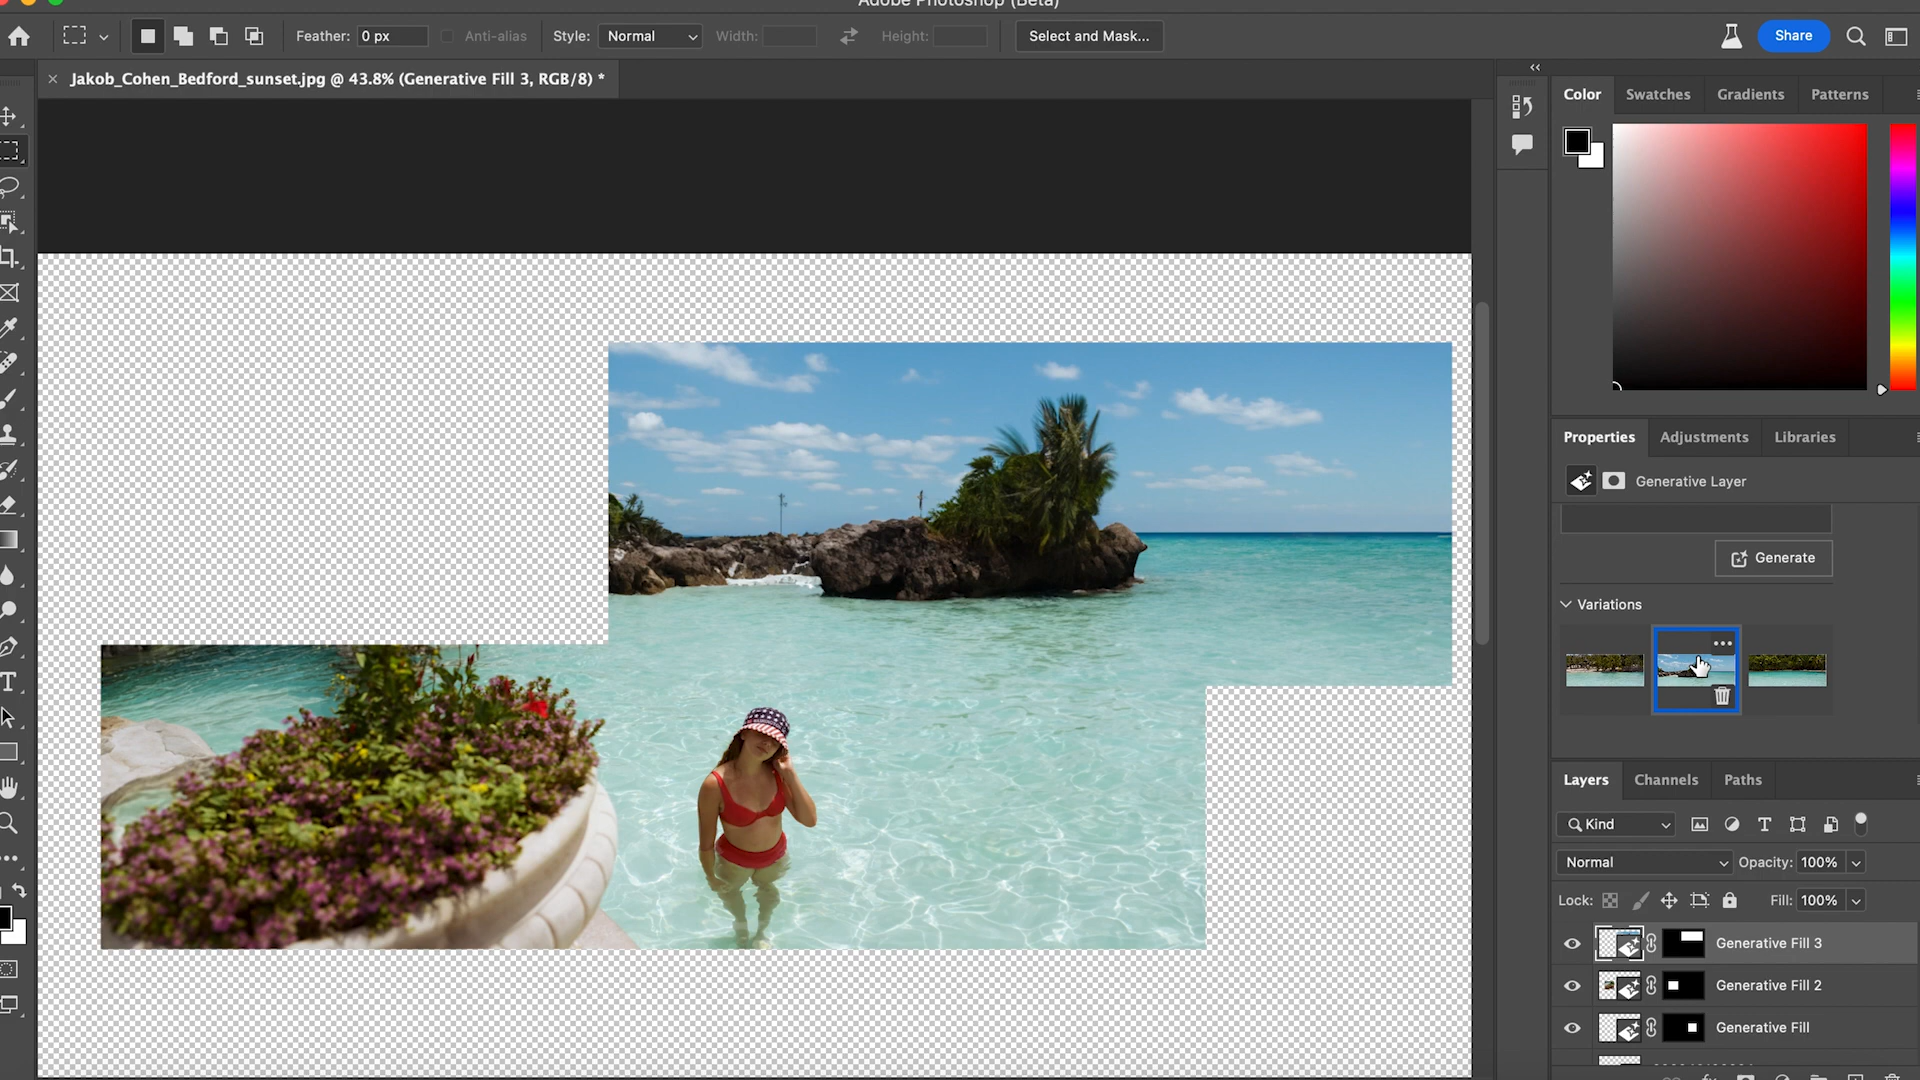 Adobe Photoshop (Beta)
Feather: 0 px Anti-alias Style: Normal Width: Height: Select and Mask... Share
× Jakob_Cohen_Bedford_sunset.jpg @ 43.8% (Generative Fill 3, RGB/8) *
Color Swatches Gradients Patterns
Properties Adjustments Libraries
Generative Layer
Generate
Variations
Layers Channels Paths
Kind
Normal Opacity: 100%
Lock: Fill: 100%
Generative Fill 3
Generative Fill 2
Generative Fill